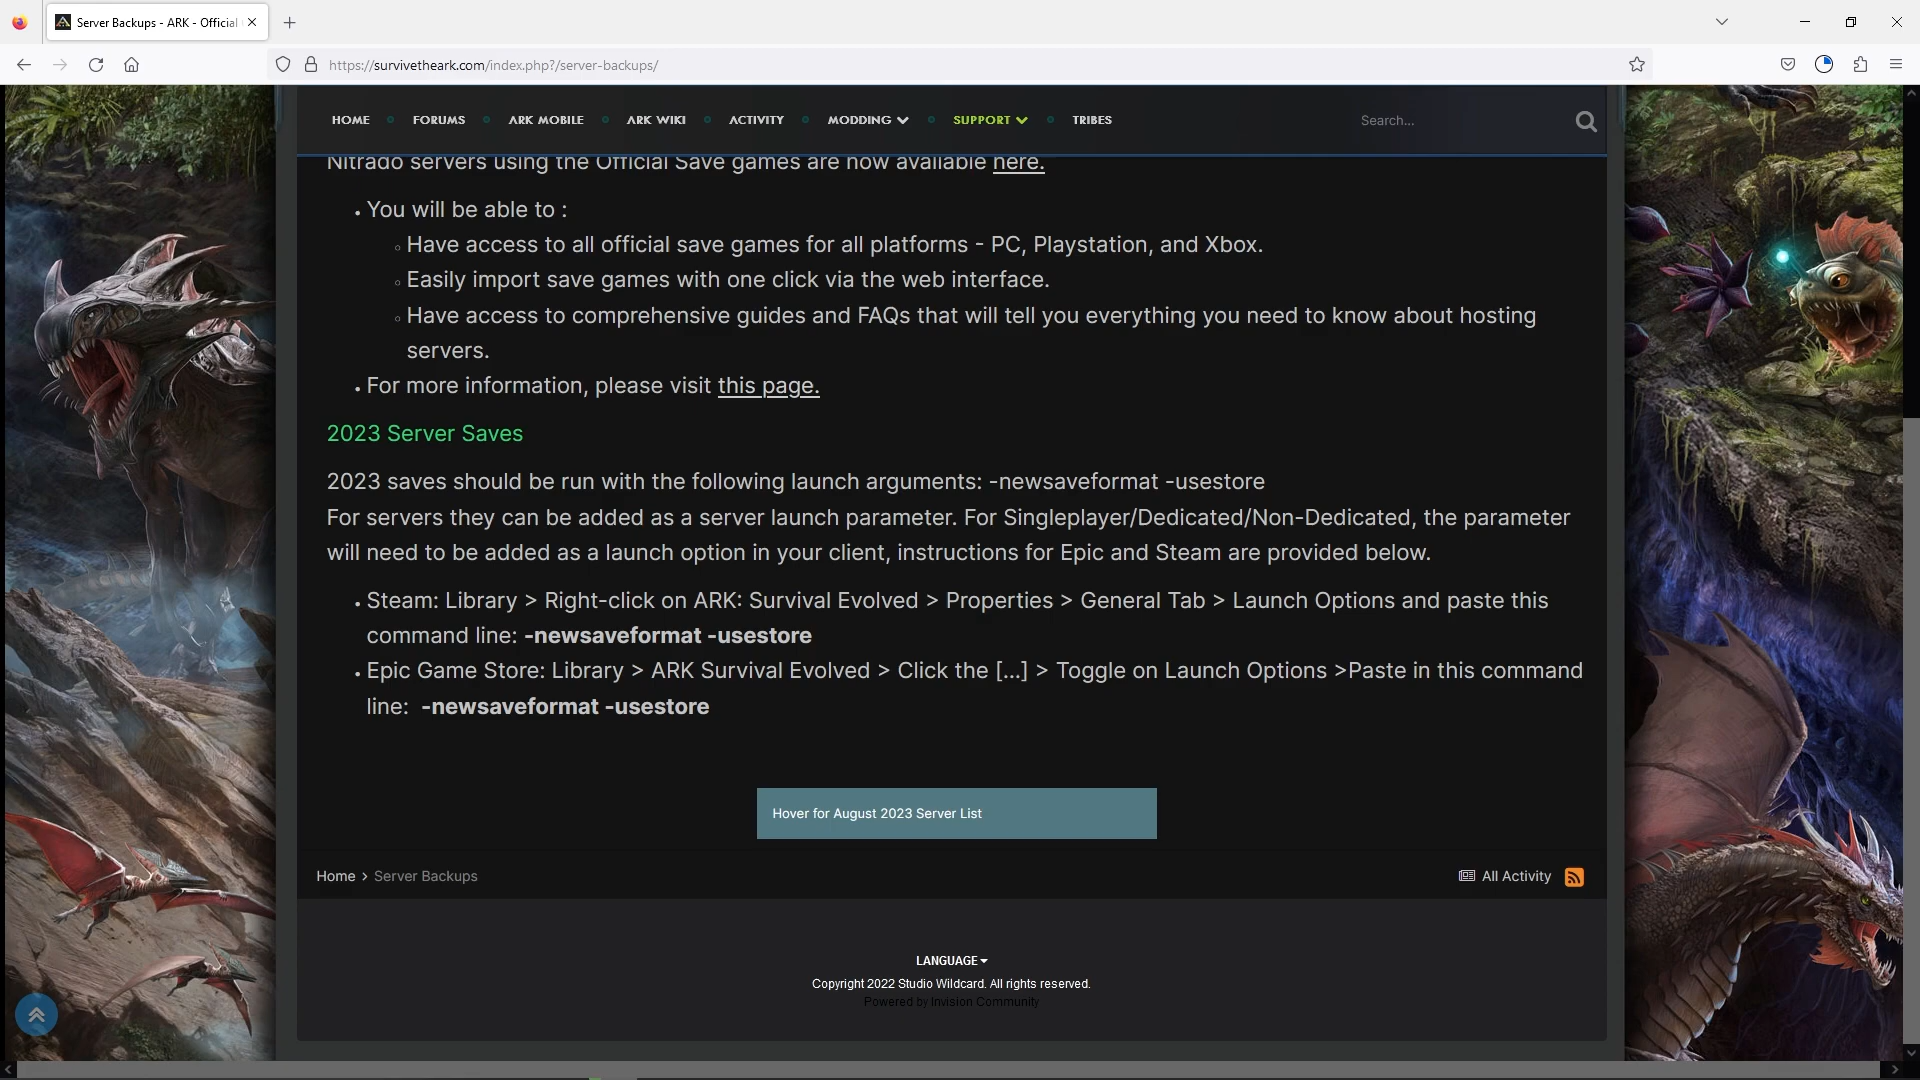 Server Backups - ARK - Official
https://survivetheark.com/index.php?/server-backups/
HOME FORUMS ARK MOBILE ARK WIKI ACTIVITY MODDING SUPPORT TRIBES Search...
Nitrado servers using the Official Save games are now available here.
You will be able to :
Have access to all official save games for all platforms - PC, Playstation, and Xbox.
Easily import save games with one click via the web interface.
Have access to comprehensive guides and FAQs that will tell you everything you need to know about hosting
servers.
For more information, please visit this page.
2023 Server Saves
2023 saves should be run with the following launch arguments: -newsaveformat -usestore
For servers they can be added as a server launch parameter. For Singleplayer/Dedicated/Non-Dedicated, the parameter
will need to be added as a launch option in your client, instructions for Epic and Steam are provided below.
Steam: Library > Right-click on ARK: Survival Evolved > Properties > General Tab > Launch Options and paste this
command line: -newsaveformat -usestore
Epic Game Store: Library > ARK Survival Evolved > Click the [...] > Toggle on Launch Options >Paste in this command
line: -newsaveformat -usestore
Hover for August 2023 Server List
Home > Server Backups All Activity
LANGUAGE
Copyright 2022 Studio Wildcard. All rights reserved.
Powered by Invision Community